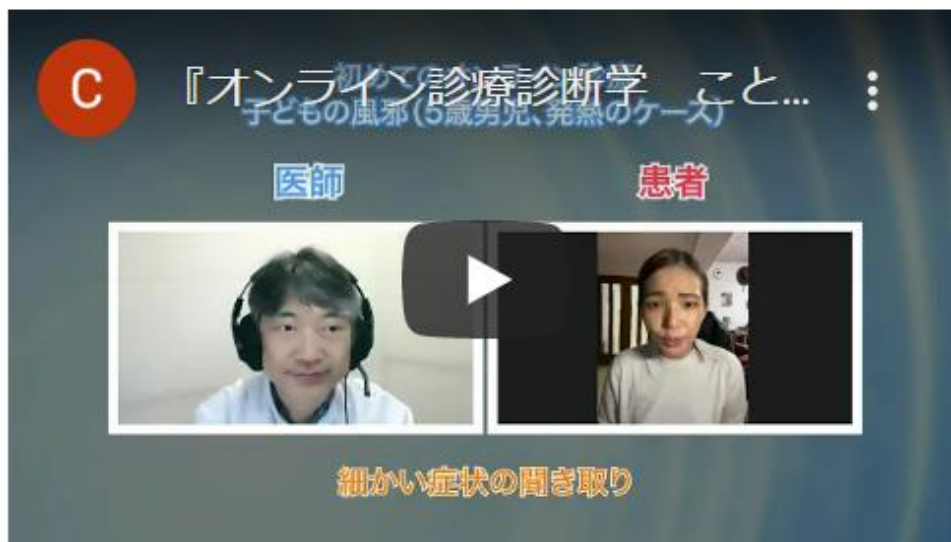 C
『オンライン診療診断学 こと...
子どもの風邪(5歳男児、発熱のケース)
医師
患者
細かい症状の聞き取り